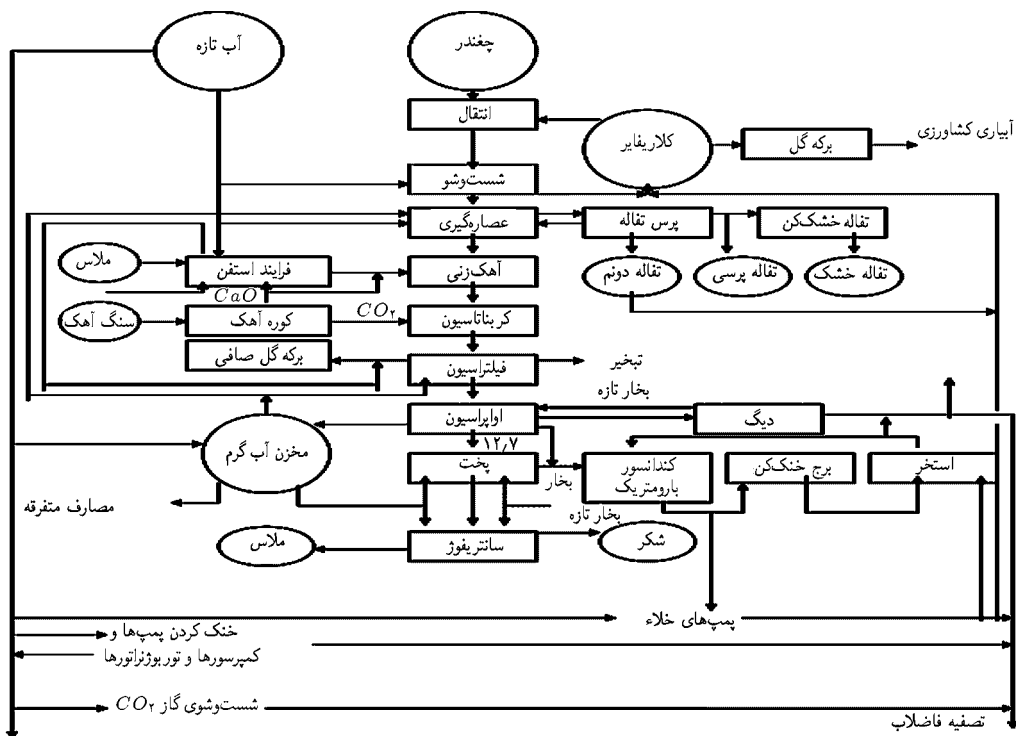 آب تازه
چغندر
انتقال
کلاریفایر
برکه گل
آبیاری کشاورزی
شست‌وشو
عصاره‌گیری
پرس تفاله
تفاله خشک‌کن
ملاس
فرایند استفن
آهک‌زنی
تفاله دونم
تفاله پرسی
تفاله خشک
CaO
سنگ آهک
کوره آهک
CO۲
کربناتاسیون
برکه گل صافی
فیلتراسیون
تبخیر
بخار تازه
اواپراسیون
دیگ
مخزن آب گرم
۱۲٫۷
پخت
بخار
کندانسور
بارومتریک
برج خنک‌کن
استخر
مصارف متفرقه
بخار تازه
ملاس
سانتریفوژ
شکر
پمپ‌های خلاء
خنک کردن پمپ‌ها و
کمپرسورها و توربوژنراتورها
شست‌وشوی گاز CO۲
تصفیه فاضلاب